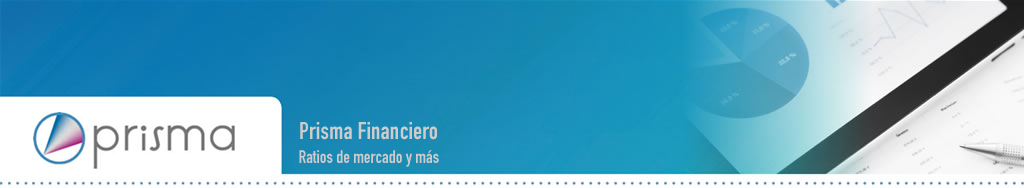 prisma
Prisma Financiero
Ratios de mercado y más